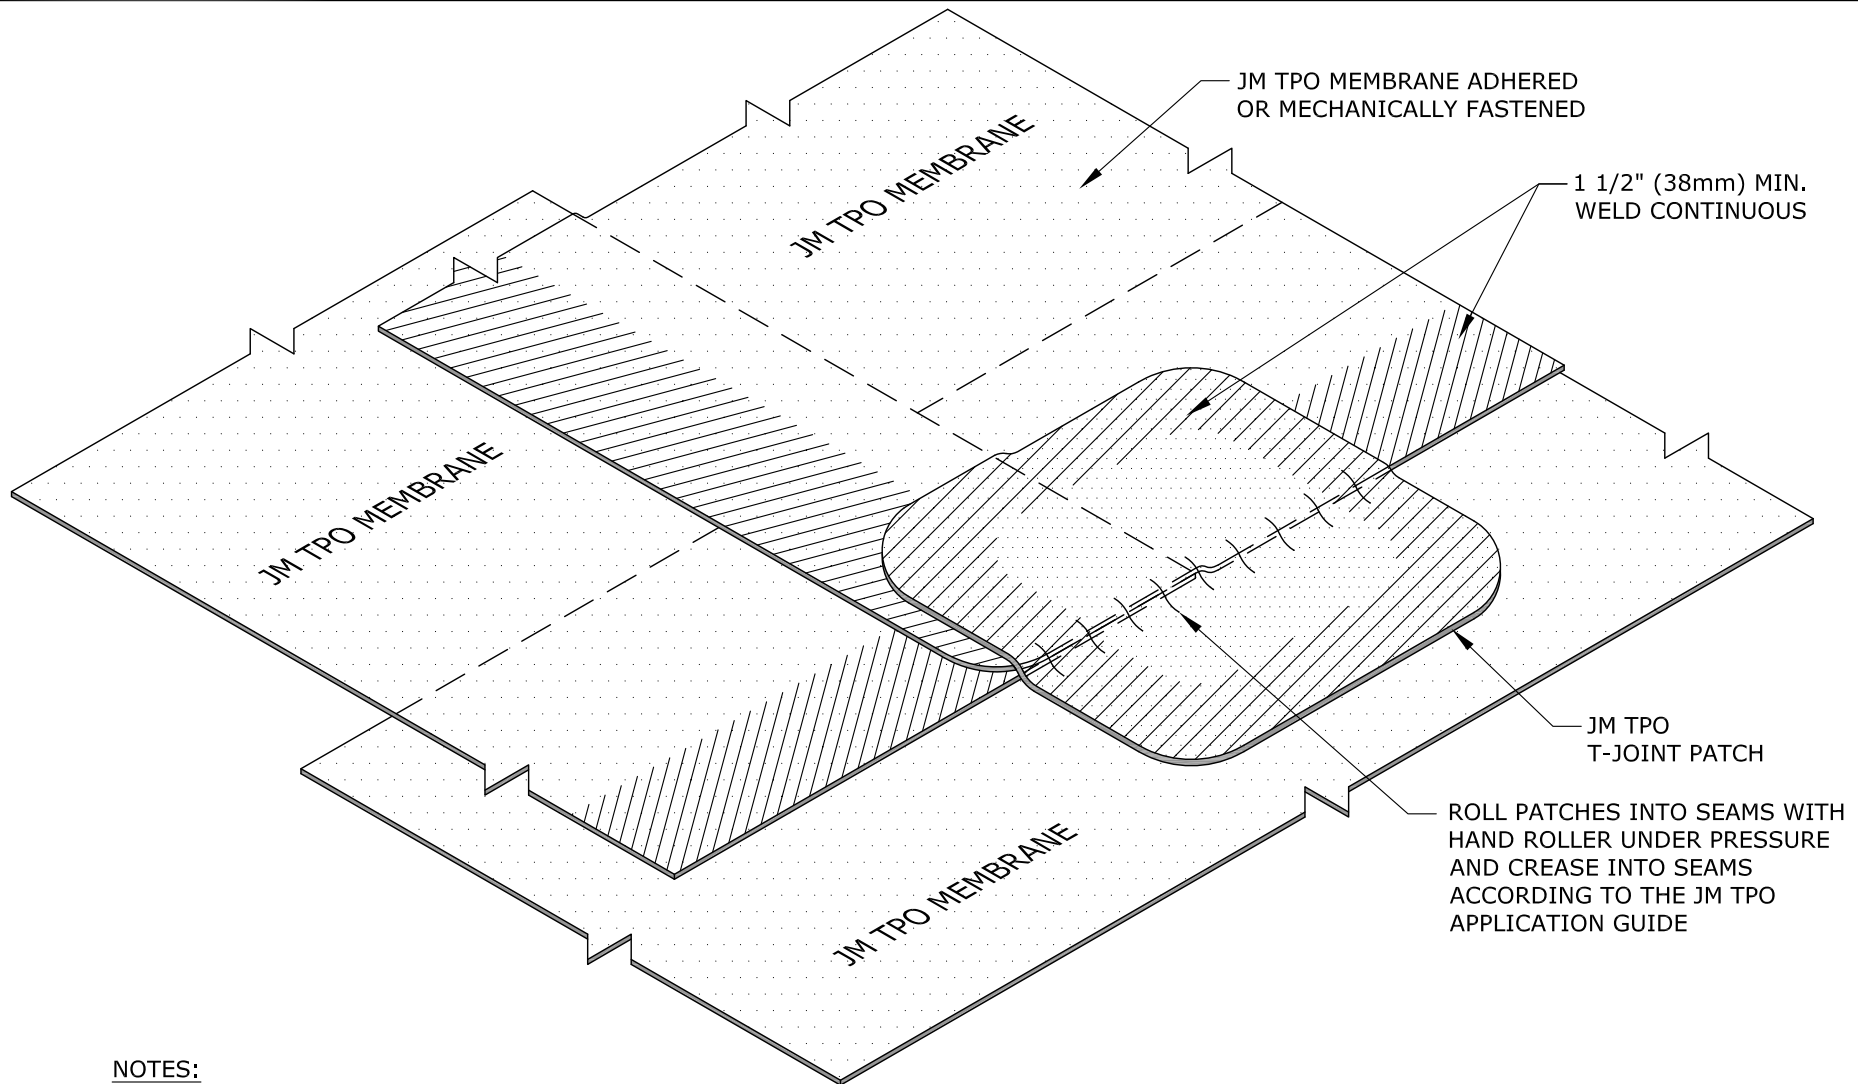 JM TPO MEMBRANE ADHERED
OR MECHANICALLY FASTENED
JM TPO MEMBRANE
1 1/2" (38mm) MIN.
WELD CONTINUOUS
JM TPO MEMBRANE
JM TPO
T-JOINT PATCH
ROLL PATCHES INTO SEAMS WITH
HAND ROLLER UNDER PRESSURE
AND CREASE INTO SEAMS
ACCORDING TO THE JM TPO
APPLICATION GUIDE
JM TPO MEMBRANE
NOTES: